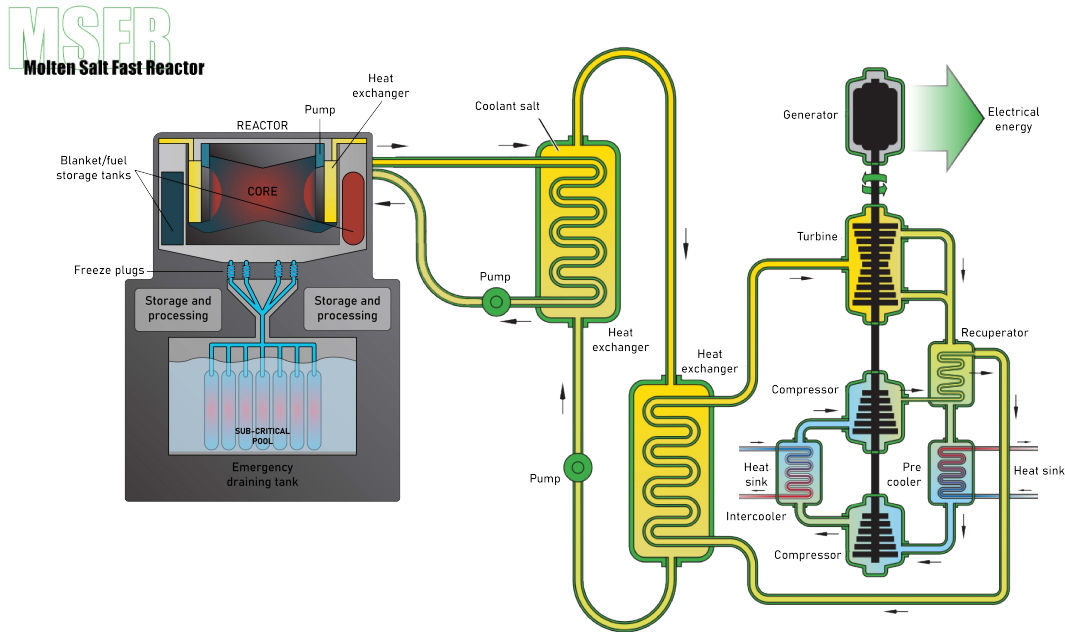 MSFR
Molten Salt Fast Reactor
Heat
exchanger
Pump
REACTOR
Blanket/fuel
storage tanks
CORE
Freeze plugs
Storage and
processing
Storage and
processing
SUB-CRITICAL
POOL
Emergency
draining tank
Coolant salt
Pump
Heat
exchanger
Pump
Heat
exchanger
Generator
Electrical
energy
Turbine
Recuperator
Compressor
Heat
sink
Pre
cooler
Heat sink
Intercooler
Compressor